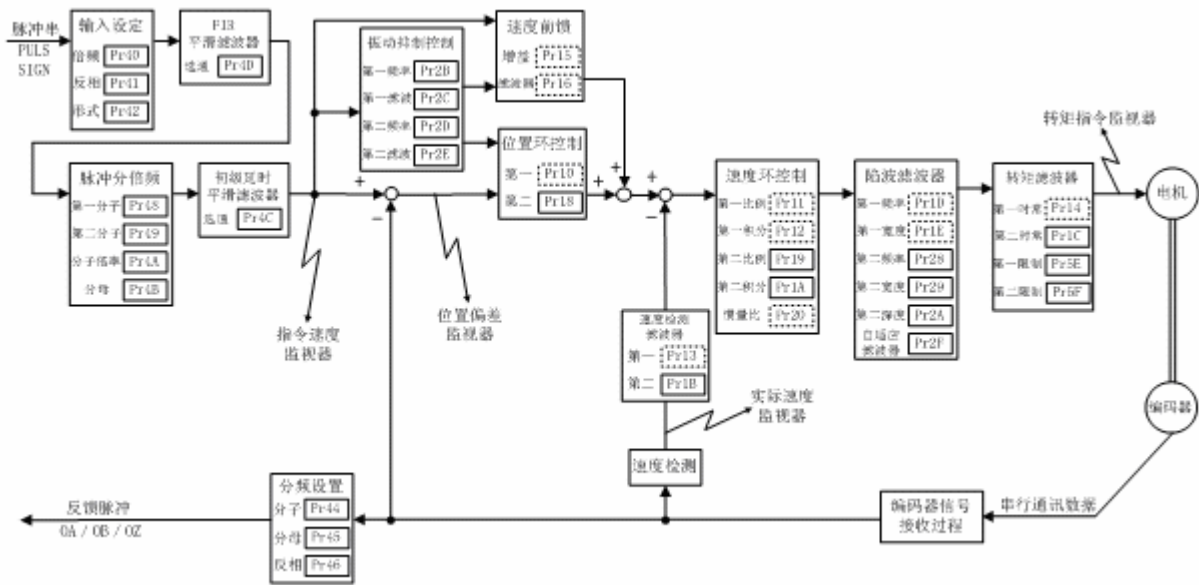 脉冲串
PULS
SIGN
输入设定
倍频 Pr40
反相 Pr41
形式 Pr42
FIR
平滑滤波器
选通 Pr4D
振动抑制控制
第一频率 Pr2B
第一滤波 Pr2C
第二频率 Pr2D
第二滤波 Pr2E
速度前馈
增益 Pr15
滤波器 Pr16
脉冲分倍频
第一分子 Pr48
第二分子 Pr49
分子倍率 Pr4A
分母 Pr4B
初级延时
平滑滤波器
选通 Pr4C
+
−
位置环控制
第一 Pr10
第二 Pr18
+
+
+
−
速度环控制
第一比例 Pr11
第一积分 Pr12
第二比例 Pr19
第二积分 Pr1A
惯量比 Pr20
陷波滤波器
第一频率 Pr1D
第一宽度 Pr1E
第二频率 Pr28
第二宽度 Pr29
第二深度 Pr2A
自适应
滤波器 Pr2F
转矩滤波器
第一时常 Pr14
第二时常 Pr1C
第一限制 Pr5E
第二限制 Pr5F
转矩指令监视器
电机
指令速度
监视器
位置偏差
监视器
速度检测
滤波器
第一 Pr13
第二 Pr1B
实际速度
监视器
编码器
速度检测
反馈脉冲
OA / OB / OZ
分频设置
分子 Pr44
分母 Pr45
反相 Pr46
编码器信号
接收过程
串行通讯数据